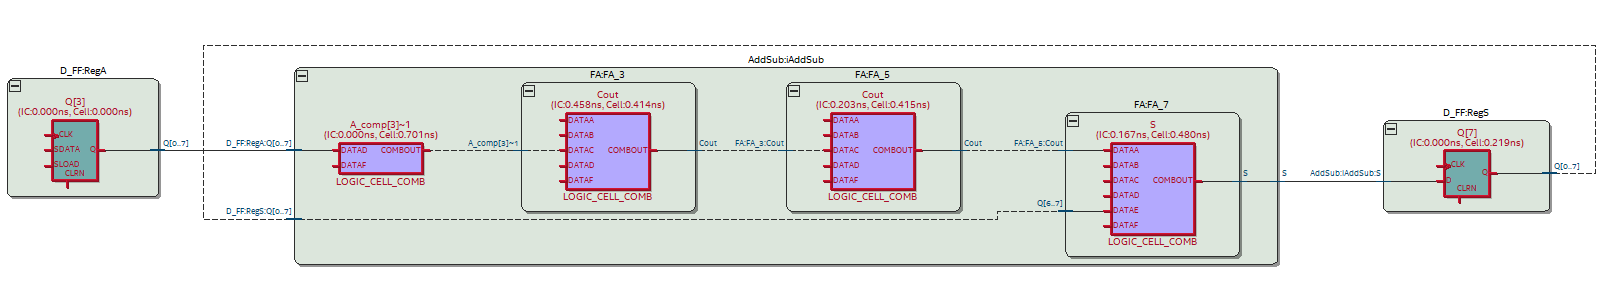 D_FF:RegA
Q[3]
(IC:0.000ns, Cell:0.000ns)
CLK
SDATA
Q
SLOAD
CLRN
Q[0..7]
AddSub:iAddSub
D_FF:RegA:Q[0..7]
D_FF:RegS:Q[0..7]
A_comp[3]~1
(IC:0.000ns, Cell:0.701ns)
DATAD
COMBOUT
DATAF
LOGIC_CELL_COMB
A_comp[3]~1
FA:FA_3
Cout
(IC:0.458ns, Cell:0.414ns)
DATAA
DATAB
DATAC
COMBOUT
DATAD
DATAF
LOGIC_CELL_COMB
Cout
FA:FA_3:Cout
FA:FA_5
Cout
(IC:0.203ns, Cell:0.415ns)
DATAA
DATAB
DATAC
COMBOUT
DATAD
DATAF
LOGIC_CELL_COMB
Cout
FA:FA_6:Cout
Q[6..7]
FA:FA_7
S
(IC:0.167ns, Cell:0.480ns)
DATAA
DATAB
DATAC
COMBOUT
DATAD
DATAE
DATAF
LOGIC_CELL_COMB
S
S
AddSub:iAddSub:S
D_FF:RegS
Q[7]
(IC:0.000ns, Cell:0.219ns)
CLK
Q
D
CLRN
Q[0..7]